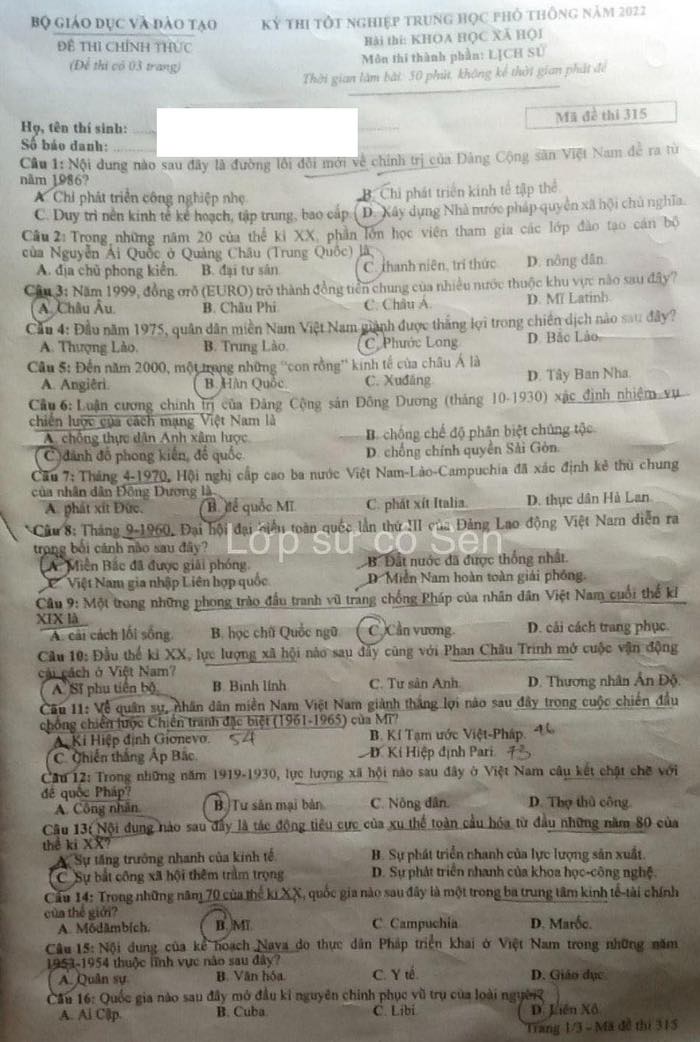 BỘ GIÁO DỤC VÀ ĐÀO TẠO
ĐỀ THI CHÍNH THỨC
(Đề thi có 03 trang)
KỲ THI TỐT NGHIỆP TRUNG HỌC PHỔ THÔNG NĂM 2022
Bài thi: KHOA HỌC XÃ HỘI
Môn thi thành phần: LỊCH SỬ
Thời gian làm bài: 50 phút, không kể thời gian phát đề
Họ, tên thí sinh:
Số báo danh:
Mã đề thi 315
Câu 1: Nội dung nào sau đây là đường lối đổi mới về chính trị của Đảng Cộng sản Việt Nam đề ra từ
năm 1986?
A. Chỉ phát triển công nghiệp nhẹ.
B. Chỉ phát triển kinh tế tập thể.
C. Duy trì nền kinh tế kế hoạch, tập trung, bao cấp.
D. Xây dựng Nhà nước pháp quyền xã hội chủ nghĩa.
Câu 2: Trong những năm 20 của thế kỉ XX, phần lớn học viên tham gia các lớp đào tạo cán bộ
của Nguyễn Ái Quốc ở Quảng Châu (Trung Quốc) là
A. địa chủ phong kiến. B. đại tư sản. C. thanh niên, trí thức. D. nông dân.
Câu 3: Năm 1999, đồng ơrô (EURO) trở thành đồng tiền chung của nhiều nước thuộc khu vực nào sau đây?
A. Châu Âu. B. Châu Phi. C. Châu Á. D. Mĩ Latinh.
Câu 4: Đầu năm 1975, quân dân miền Nam Việt Nam giành được thắng lợi trong chiến dịch nào sau đây?
A. Thượng Lào. B. Trung Lào. C. Phước Long. D. Bắc Lào.
Câu 5: Đến năm 2000, một trong những "con rồng" kinh tế của châu Á là
A. Angiêri. B. Hàn Quốc. C. Xuđăng. D. Tây Ban Nha.
Câu 6: Luận cương chính trị của Đảng Cộng sản Đông Dương (tháng 10-1930) xác định nhiệm vụ
chiến lược của cách mạng Việt Nam là
A. chống thực dân Anh xâm lược. B. chống chế độ phân biệt chủng tộc.
C. đánh đổ phong kiến, đế quốc. D. chống chính quyền Sài Gòn.
Câu 7: Tháng 4-1970, Hội nghị cấp cao ba nước Việt Nam-Lào-Campuchia đã xác định kẻ thù chung
của nhân dân Đông Dương là
A. phát xít Đức. B. đế quốc Mĩ. C. phát xít Italia. D. thực dân Hà Lan.
Câu 8: Tháng 9-1960, Đại hội đại biểu toàn quốc lần thứ III của Đảng Lao động Việt Nam diễn ra
trong bối cảnh nào sau đây?
Lớp sử cô Sen
A. Miền Bắc đã được giải phóng. B. Đất nước đã được thống nhất.
C. Việt Nam gia nhập Liên hợp quốc. D. Miền Nam hoàn toàn giải phóng.
Câu 9: Một trong những phong trào đấu tranh vũ trang chống Pháp của nhân dân Việt Nam cuối thế kỉ
XIX là
A. cải cách lối sống. B. học chữ Quốc ngữ. C. Cần vương. D. cải cách trang phục.
Câu 10: Đầu thế kỉ XX, lực lượng xã hội nào sau đây cùng với Phan Châu Trinh mở cuộc vận động
cải cách ở Việt Nam?
A. Sĩ phu tiến bộ. B. Binh lính. C. Tư sản Anh. D. Thương nhân Ấn Độ.
Câu 11: Về quân sự, nhân dân miền Nam Việt Nam giành thắng lợi nào sau đây trong cuộc chiến đấu
chống chiến lược Chiến tranh đặc biệt (1961-1965) của Mĩ?
A. Kí Hiệp định Giơnevơ. 54 B. Kí Tạm ước Việt-Pháp. 46
C. Chiến thắng Ấp Bắc. D. Kí Hiệp định Pari. 73
Câu 12: Trong những năm 1919-1930, lực lượng xã hội nào sau đây ở Việt Nam câu kết chặt chẽ với
đế quốc Pháp?
A. Công nhân. B. Tư sản mại bản. C. Nông dân. D. Thợ thủ công.
Câu 13: Nội dung nào sau đây là tác động tiêu cực của xu thế toàn cầu hóa từ đầu những năm 80 của
thế kỉ XX?
A. Sự tăng trưởng nhanh của kinh tế. B. Sự phát triển nhanh của lực lượng sản xuất.
C. Sự bất công xã hội thêm trầm trọng. D. Sự phát triển nhanh của khoa học-công nghệ.
Câu 14: Trong những năm 70 của thế kỉ XX, quốc gia nào sau đây là một trong ba trung tâm kinh tế-tài chính
của thế giới?
A. Môdămbích. B. Mĩ. C. Campuchia. D. Marốc.
Câu 15: Nội dung của kế hoạch Nava do thực dân Pháp triển khai ở Việt Nam trong những năm
1953-1954 thuộc lĩnh vực nào sau đây?
A. Quân sự. B. Văn hóa. C. Y tế. D. Giáo dục.
Câu 16: Quốc gia nào sau đây mở đầu kỉ nguyên chinh phục vũ trụ của loài người?
A. Ai Cập. B. Cuba. C. Libi. D. Liên Xô.
Trang 1/3 - Mã đề thi 315